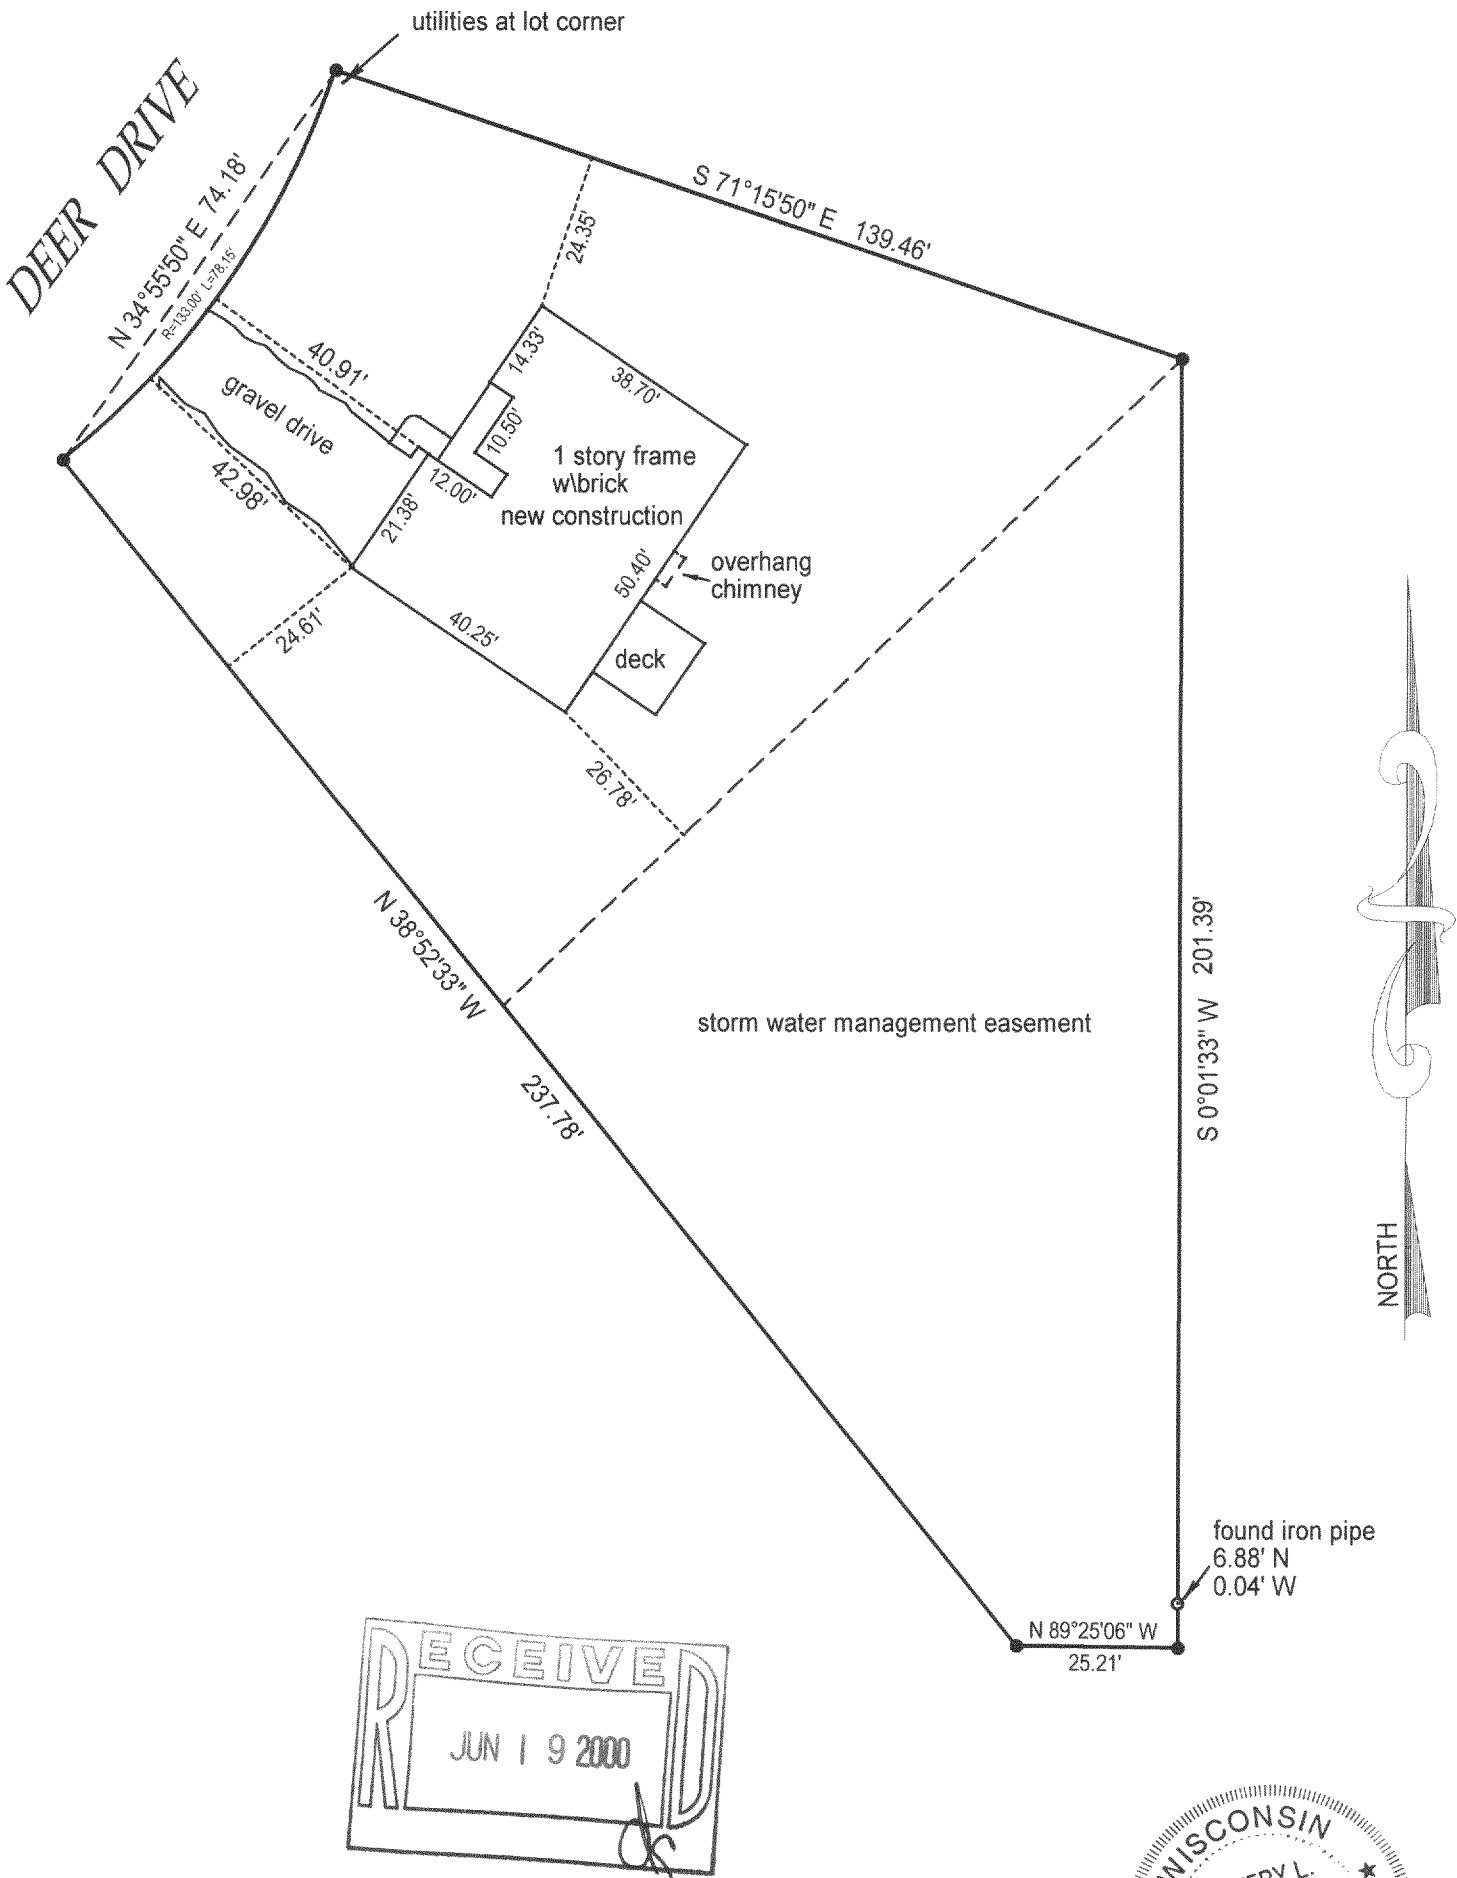 utilities at lot corner
DEER DRIVE
N 34°55'50" E 74.18'
R=133.00' L=78.15'
S 71°15'50" E 139.46'
24.35'
40.91'
gravel drive
42.98'
14.33'
38.70'
10.50'
12.00'
21.38'
1 story frame
w\brick
new construction
50.40'
overhang
chimney
deck
40.25'
24.61'
26.78'
N 38°52'33" W
237.78'
storm water management easement
S 0°01'33" W 201.39'
NORTH
found iron pipe
6.88' N
0.04' W
N 89°25'06" W
25.21'
RECEIVED
JUN 19 2000
WISCONSIN